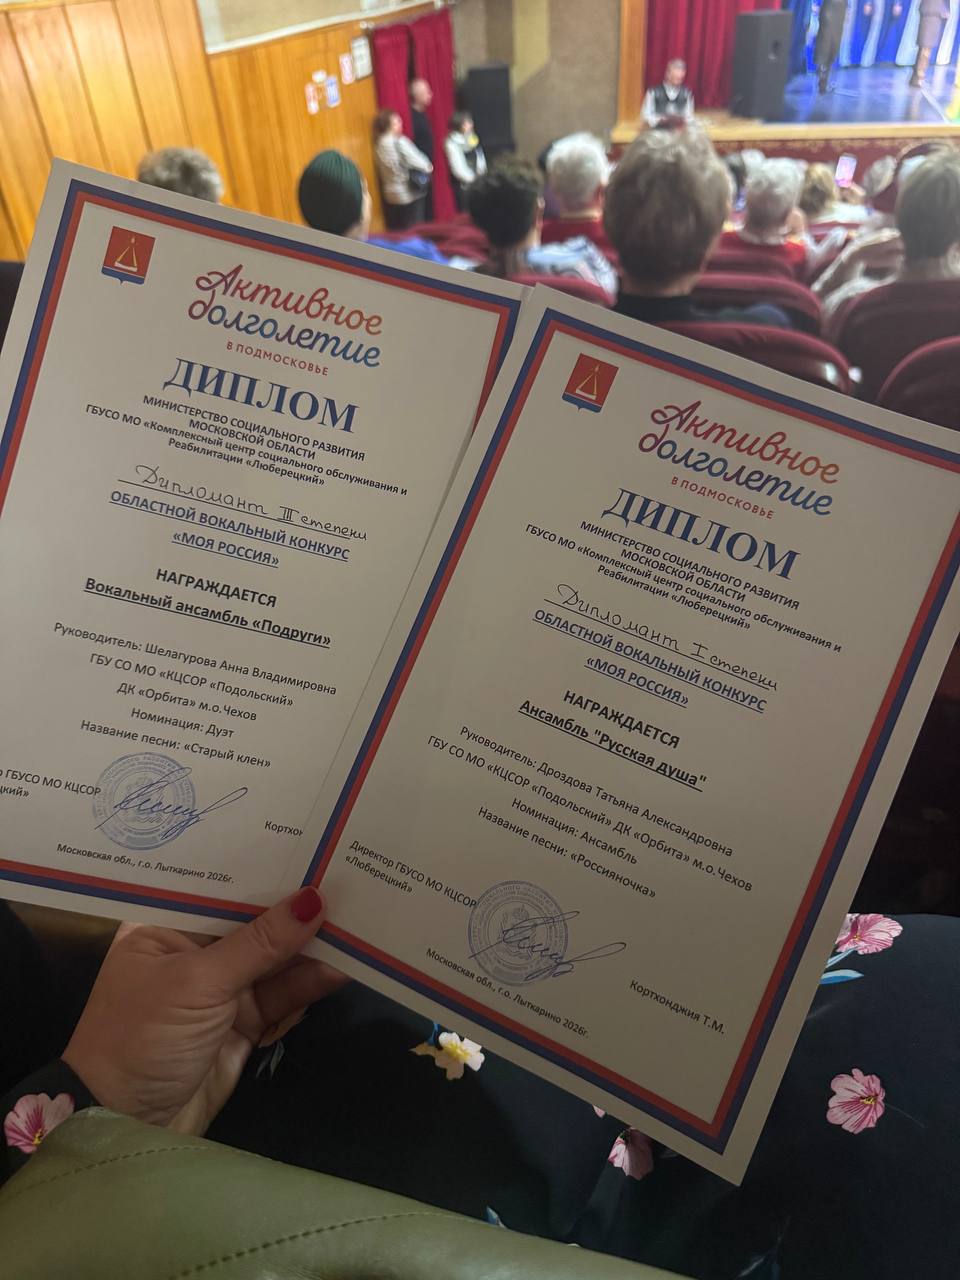 Активное
долголетие
В ПОДМОСКОВЬЕ
ДИПЛОМ
МИНИСТЕРСТВО СОЦИАЛЬНОГО РАЗВИТИЯ
МОСКОВСКОЙ ОБЛАСТИ
ГБУСО МО «Комплексный центр социального обслуживания и
Реабилитации «Люберецкий»
Дипломант III степени
ОБЛАСТНОЙ ВОКАЛЬНЫЙ КОНКУРС
«МОЯ РОССИЯ»
НАГРАЖДАЕТСЯ
Вокальный ансамбль «Подруги»
Руководитель: Шелагурова Анна Владимировна
ГБУ СО МО «КЦСОР «Подольский»
ДК «Орбита» м.о.Чехов
Номинация: Дуэт
Название песни: «Старый клен»
р ГБУСО МО КЦСОР
цкий»
Кортхон
Московская обл., г.о. Лыткарино 2026г.
Активное
долголетие
В ПОДМОСКОВЬЕ
ДИПЛОМ
МИНИСТЕРСТВО СОЦИАЛЬНОГО РАЗВИТИЯ
МОСКОВСКОЙ ОБЛАСТИ
ГБУСО МО «Комплексный центр социального обслуживания и
Реабилитации «Люберецкий»
Дипломант I степени
ОБЛАСТНОЙ ВОКАЛЬНЫЙ КОНКУРС
«МОЯ РОССИЯ»
НАГРАЖДАЕТСЯ
Ансамбль "Русская душа"
Руководитель: Дроздова Татьяна Александровна
ГБУ СО МО «КЦСОР «Подольский» ДК «Орбита» м.о. Чехов
Номинация: Ансамбль
Название песни: «Россияночка»
Директор ГБУСО МО КЦСОР
«Люберецкий»
Кортхонджия Т.М.
Московская обл., г.о. Лыткарино 2026г.